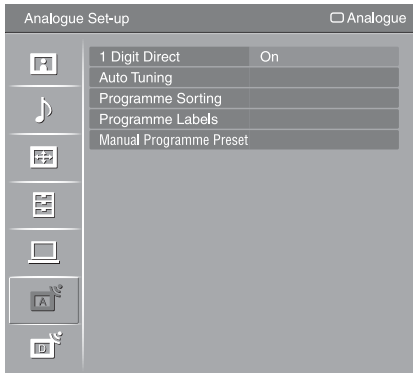 Analogue Set-up Analogue
1 Digit Direct On
Auto Tuning
Programme Sorting
Programme Labels
Manual Programme Preset
A
D